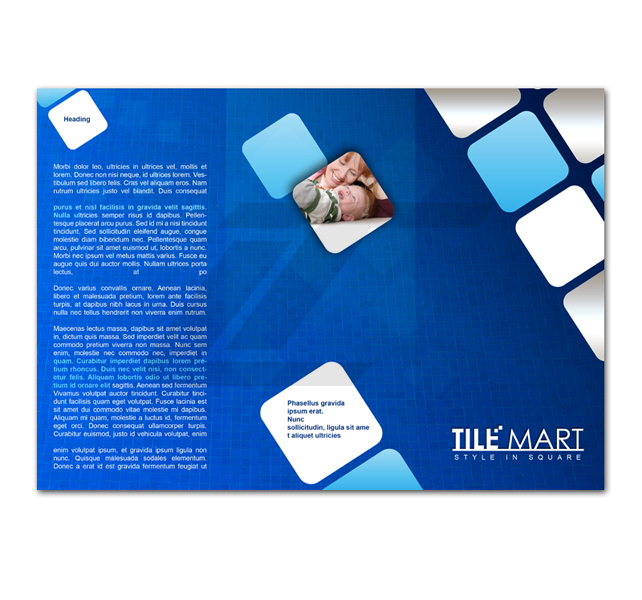 Heading
Morbi dolor leo, ultricies in ultrices vel, mollis et
lorem. Donec non nisi neque, id ultrices lorem. Ves-
tibulum sed libero felis. Cras vel aliquam eros. Nam
rutrum ultricies justo vel blandit. Duis consequat
purus et nisl facilisis in gravida velit sagittis.
Nulla ultricies semper risus id dapibus. Pellen-
tesque placerat arcu purus. Sed id mi a nisi tincidunt
tincidunt. Sed sollicitudin eleifend augue, congue
molestie diam bibendum nec. Pellentesque quam
arcu, pulvinar sit amet euismod ut, lobortis a nunc.
Morbi nec ipsum vel metus mattis varius. Fusce eu
augue quis dui auctor mollis. Nullam ultrices porta
lectus, at po
Donec varius convallis ornare. Aenean lacinia,
libero et malesuada pretium, lorem ante facilisis
turpis, at dapibus nibh lacus in urna. Duis cursus
nulla nec tellus hendrerit non viverra enim rutrum.
Maecenas lectus massa, dapibus sit amet volutpat
in, dictum quis massa. Sed imperdiet velit ac quam
commodo pretium viverra non massa. Nunc sem
enim, molestie nec commodo nec, imperdiet in
quam. Curabitur imperdiet dapibus lorem pre-
tium rhoncus. Duis nec velit nisi, non consect-
etur felis. Aliquam lobortis odio ut libero pre-
tium id ornare elit sagittis. Aenean sed fermentum
Vivamus volutpat auctor tincidunt. Curabitur tinci-
dunt facilisis quam eget volutpat. Fusce lacinia est
sit amet dui commodo vitae molestie mi dapibus.
Aliquam mi quam, molestie a luctus id, fermentum
eget orci. Donec consequat ullamcorper turpis.
Curabitur euismod, justo id vehicula volutpat, enim
enim volutpat ipsum, et gravida ipsum ligula non
nunc. Quisque malesuada sodales elementum.
Donec a erat id est gravida fermentum feugiat ut
Phasellus gravida
ipsum erat.
Nunc
sollicitudin, ligula sit ame
t aliquet ultricies
TILE MART
STYLE IN SQUARE